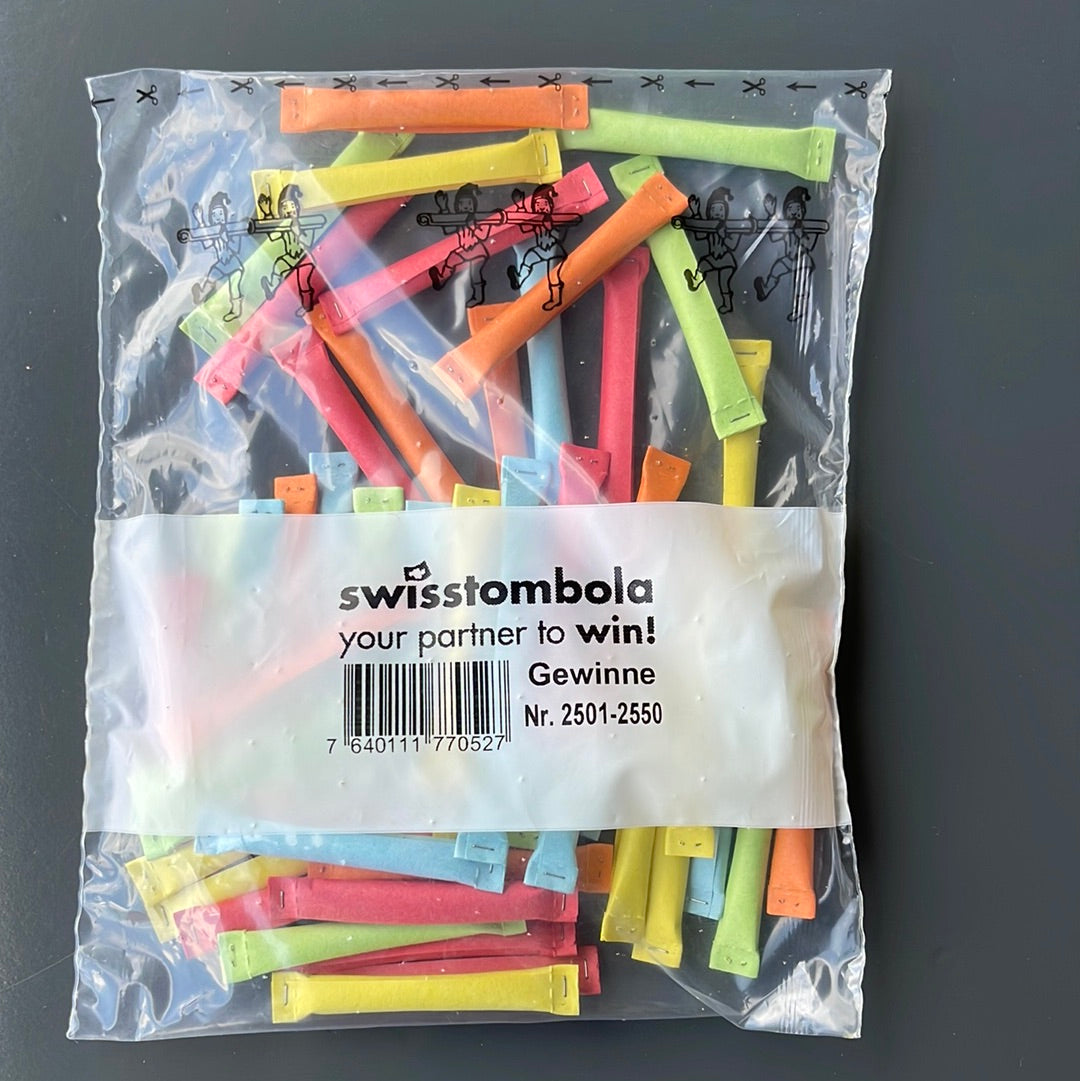 swisstombola
your partner to win!
Gewinne
Nr. 2501-2550
7 640111 770527